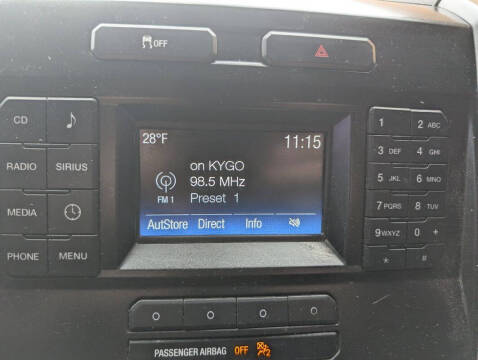 OFF
CD
RADIO SIRIUS
MEDIA
PHONE MENU
28°F 11:15
on KYGO
98.5 MHz
FM 1 Preset 1
AutStore Direct Info
1 2 ABC
3 DEF 4 GHI
5 JKL 6 MNO
7 PQRS 8 TUV
9 WXYZ 0 +
* #
PASSENGER AIRBAG OFF 2